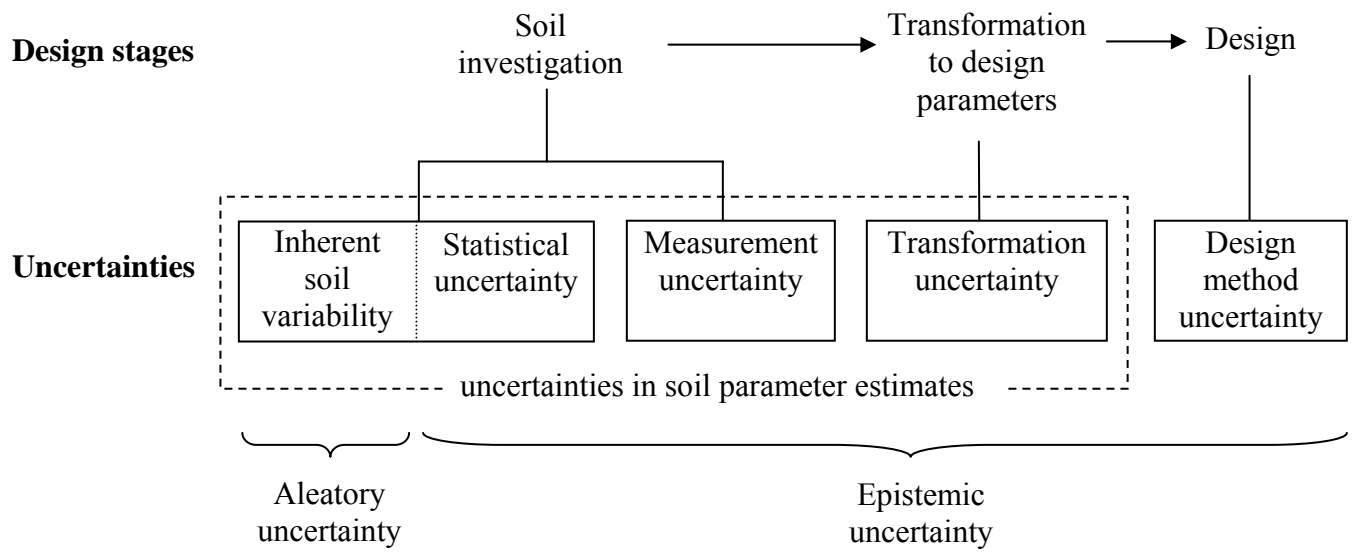 Design stages
Soil
investigation
Transformation
to design
parameters
Design
Uncertainties
Inherent
soil
variability
Statistical
uncertainty
Measurement
uncertainty
Transformation
uncertainty
Design
method
uncertainty
uncertainties in soil parameter estimates
Aleatory
uncertainty
Epistemic
uncertainty